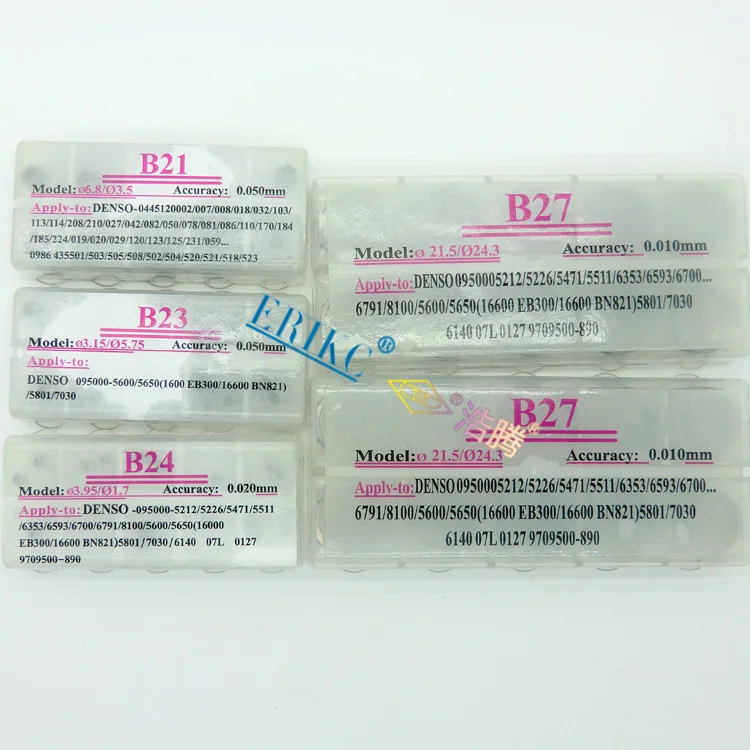 B21
Model:ø6.8/Ø3.5 Accuracy: 0.050mm
Apply-to: DENSO-0445120002/007/008/018/032/103/
113/114/208/210/027/042/082/050/078/081/086/110/170/184
/185/224/019/020/029/120/123/125/231/059...
0986 435501/503/505/508/502/504/520/521/518/523
B23
Model: ø3.15/Ø5.75 Accuracy: 0.050mm
Apply-to:
DENSO 095000-5600/5650(1600 EB300/16600 BN821)
/5801/7030
B24
Model: ø3.95/Ø1.7 Accuracy: 0.020mm
Apply-to: DENSO -095000-5212/5226/5471/5511
/6353/6593/6700/6791/8100/5600/5650(16000
EB300/16600 BN821)5801/7030/6140 07L 0127
9709500-890
B27
Model: ø 21.5/Ø24.3 Accuracy: 0.010mm
Apply-to: DENSO 0950005212/5226/5471/5511/6353/6593/6700...
6791/8100/5600/5650(16600 EB300/16600 BN821)5801/7030
6140 07L 0127 9709500-890
B27
Model: ø 21.5/Ø24.3 Accuracy: 0.010mm
Apply-to: DENSO 0950005212/5226/5471/5511/6353/6593/6700...
6791/8100/5600/5650(16600 EB300/16600 BN821)5801/7030
6140 07L 0127 9709500-890
ERIKC®
浩腾®